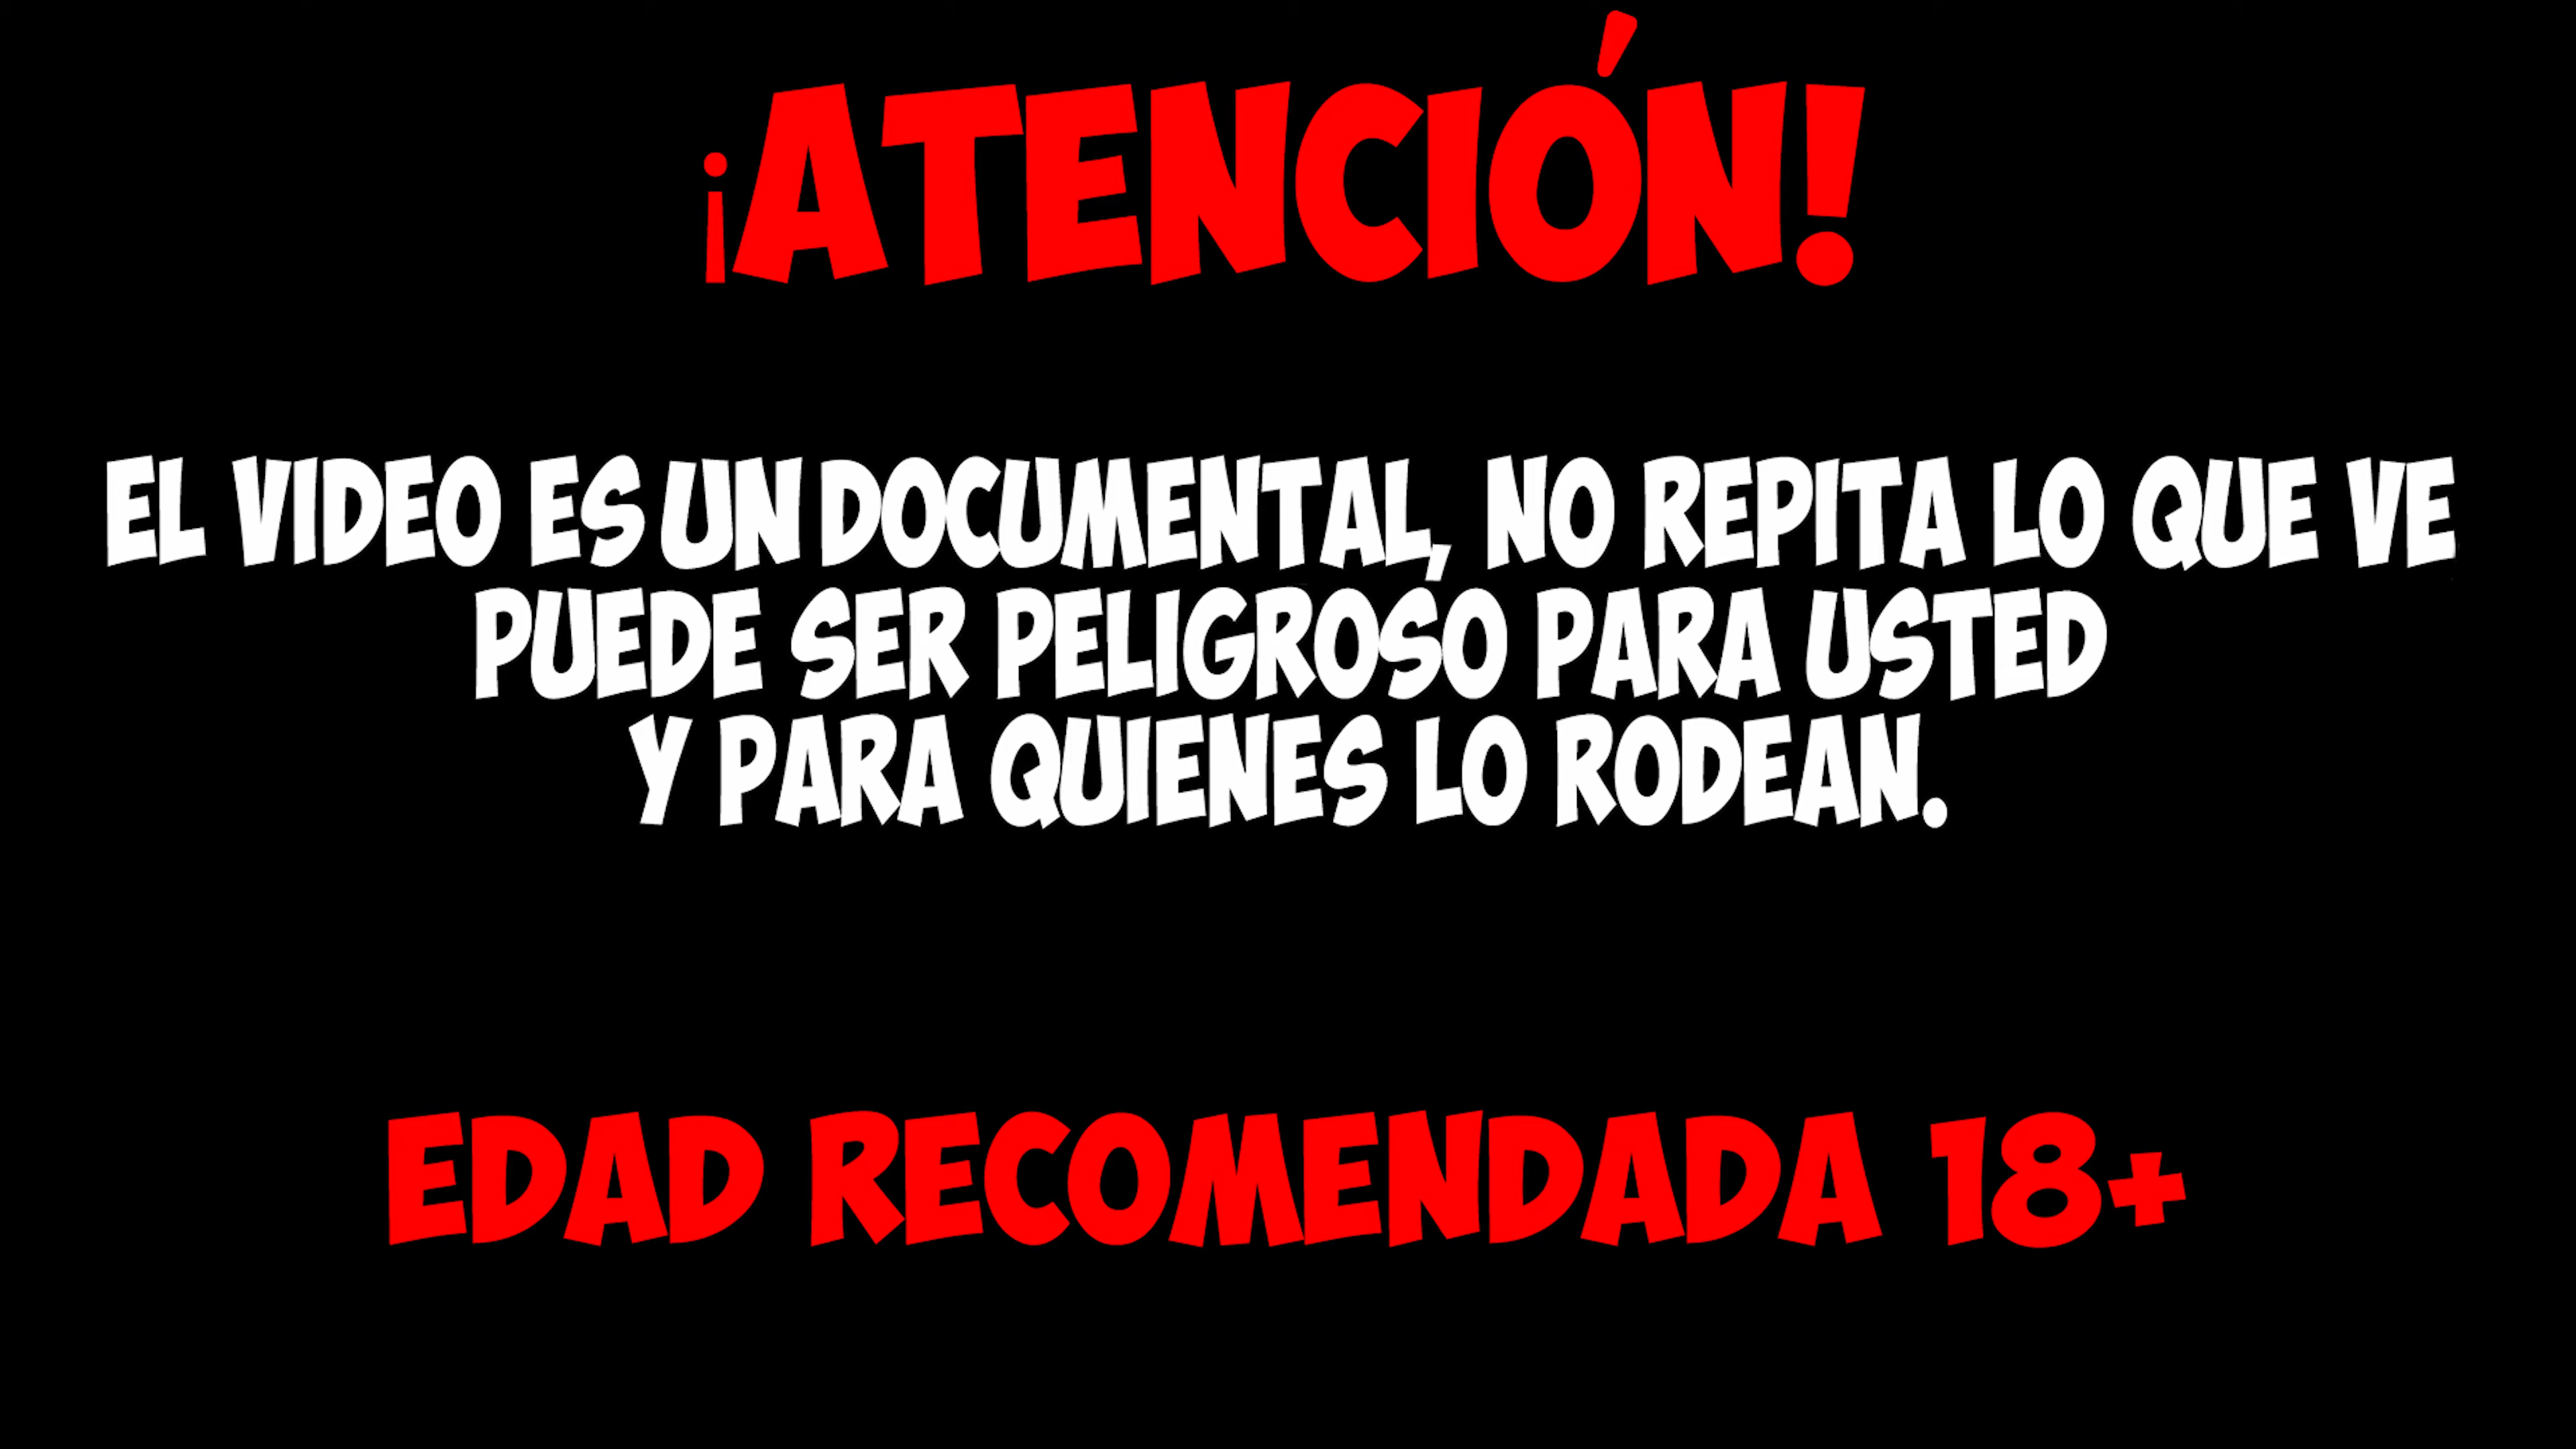 ¡ATENCIÓN!
EL VIDEO ES UN DOCUMENTAL, NO REPITA LO QUE VE
PUEDE SER PELIGROSO PARA USTED
Y PARA QUIENES LO RODEAN.
EDAD RECOMENDADA 18+